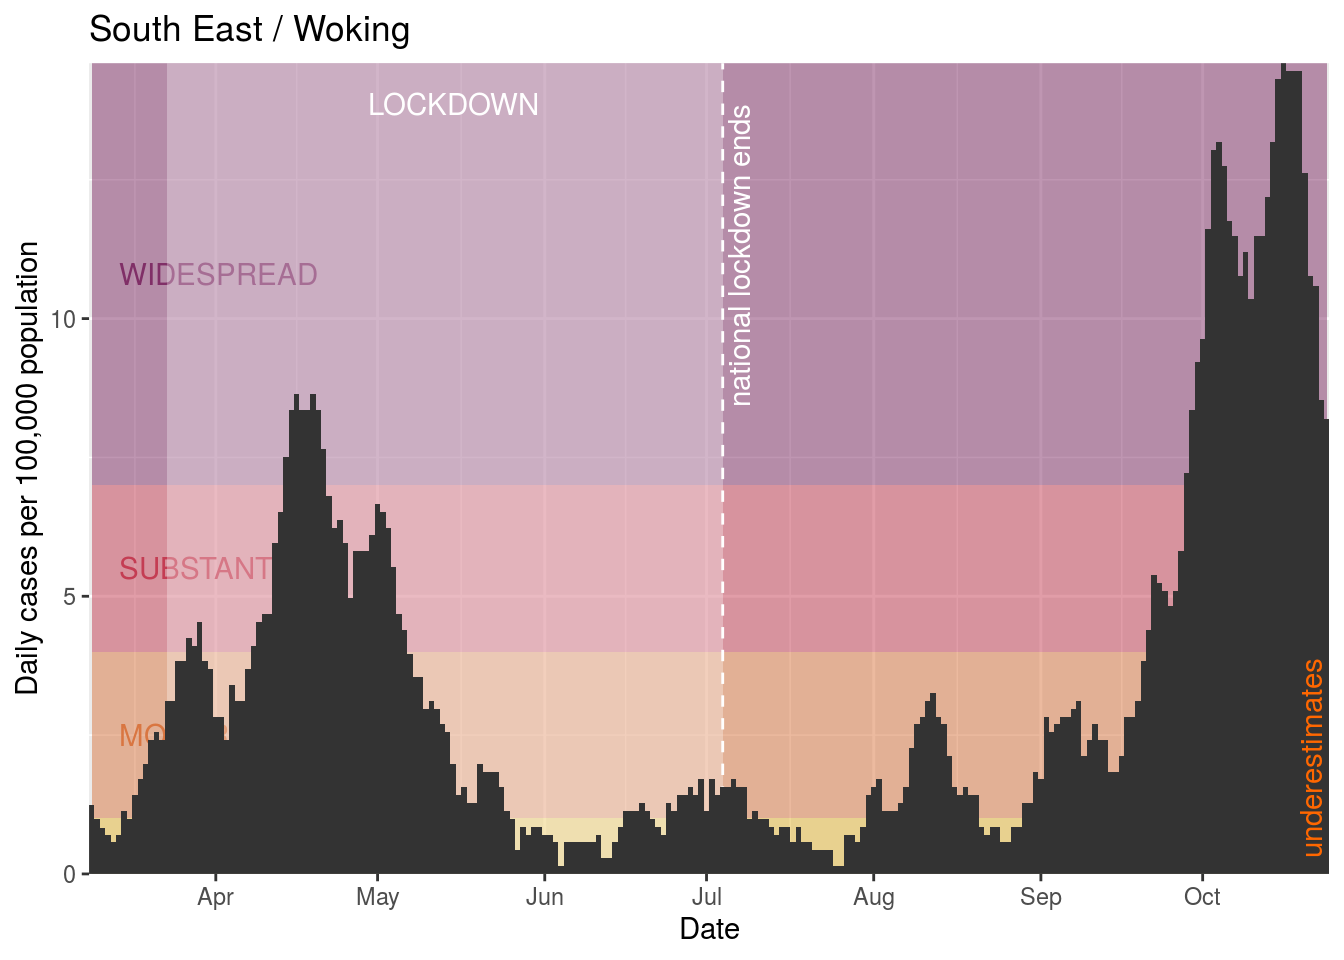 South East / Woking
LOCKDOWN
national lockdown ends
WIDESPREAD
SUBSTANT
MO
underestimates
Daily cases per 100,000 population
10
5
0
Apr
May
Jun
Jul
Aug
Sep
Oct
Date